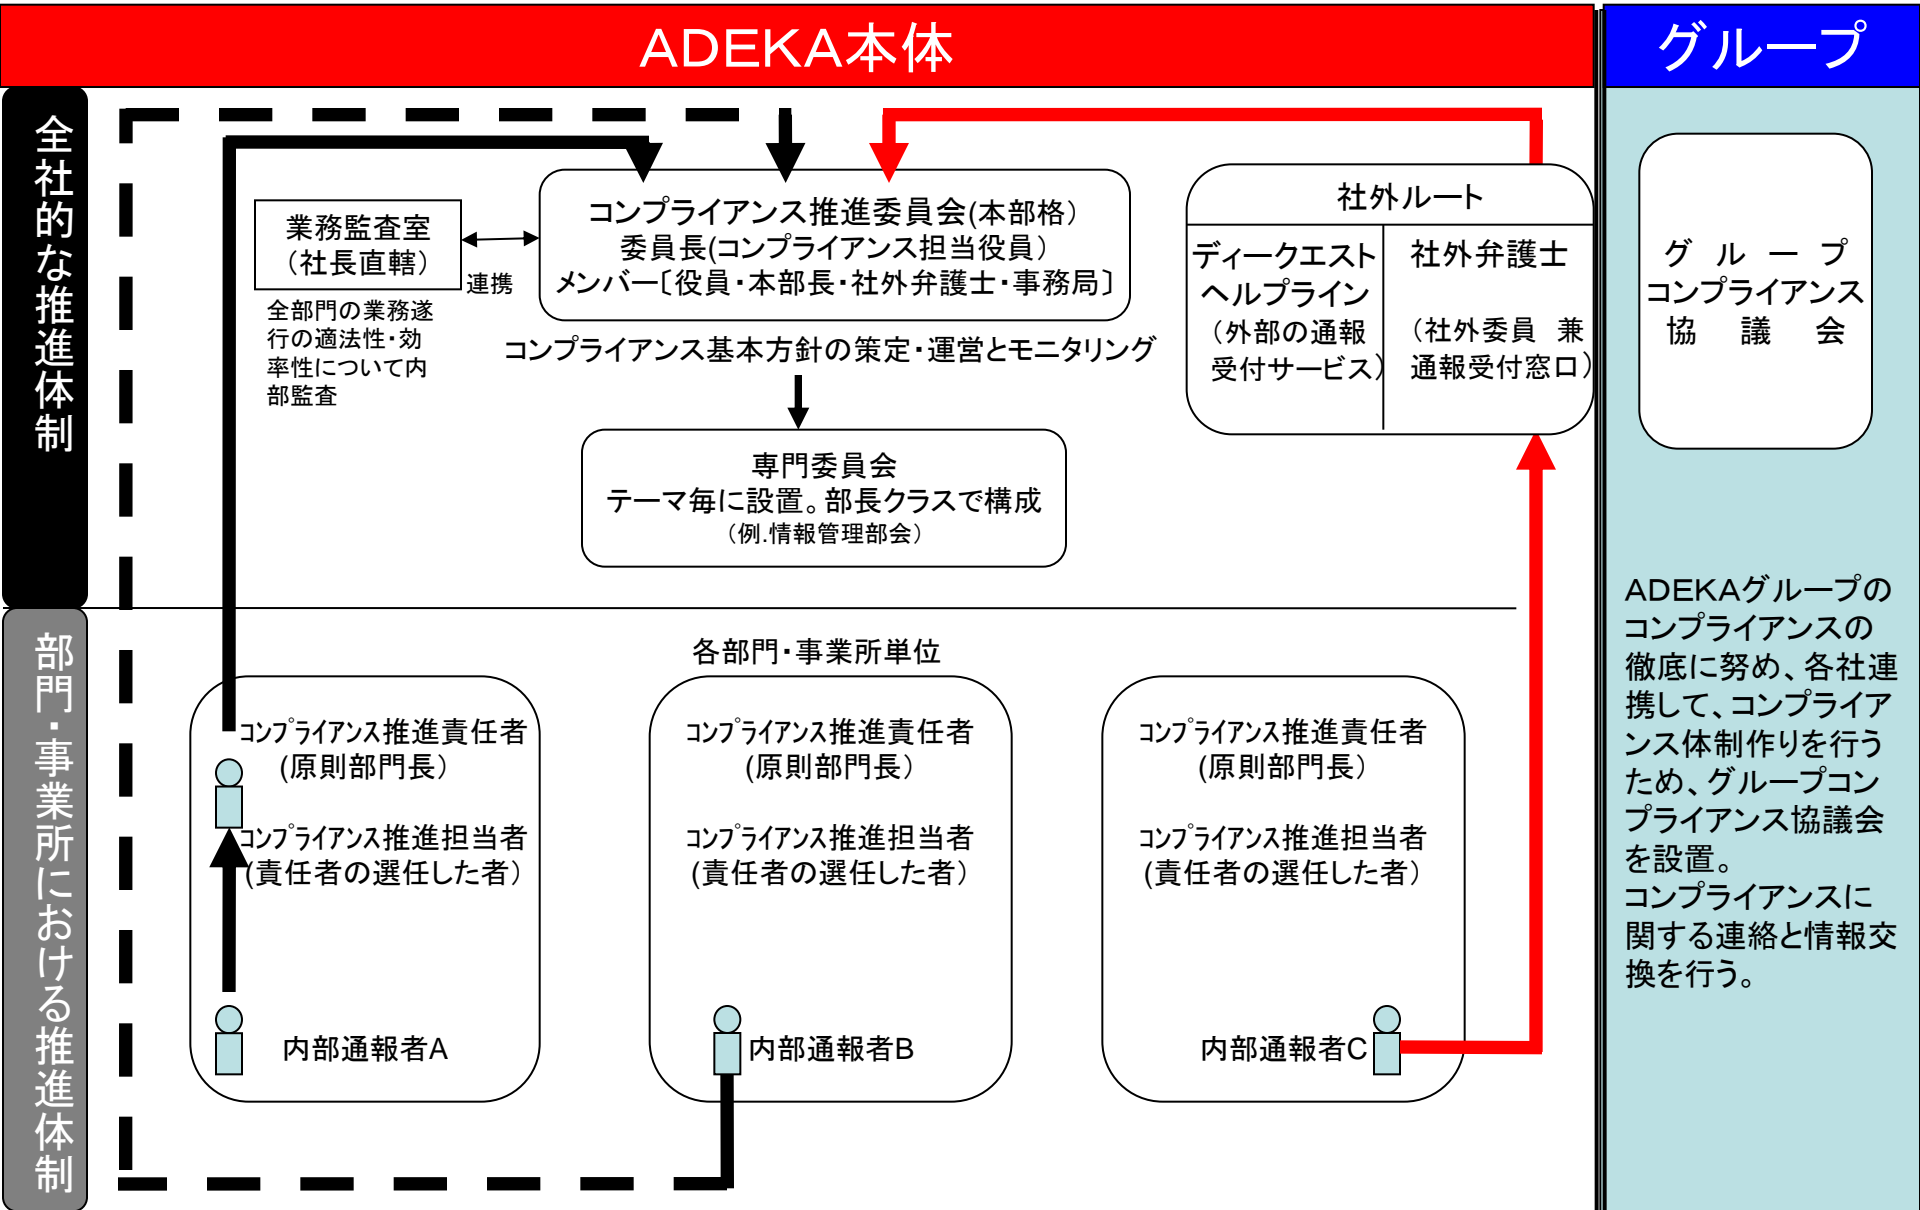 ADEKA本体
グループ
全社的な推進体制
業務監査室
（社長直轄）
連携
全部門の業務遂
行の適法性・効
率性について内
部監査
コンプライアンス推進委員会(本部格）
委員長(コンプライアンス担当役員）
メンバー〔役員・本部長・社外弁護士・事務局〕
コンプライアンス基本方針の策定・運営とモニタリング
専門委員会
テーマ毎に設置。部長クラスで構成
（例.情報管理部会）
社外ルート
ディークエスト
ヘルプライン
（外部の通報
受付サービス）
社外弁護士
（社外委員　兼
通報受付窓口）
グ　ル　ー　プ
コンプライアンス
協　議　会
部門・事業所における推進体制
各部門・事業所単位
コンプライアンス推進責任者
(原則部門長）
コンプライアンス推進担当者
(責任者の選任した者）
内部通報者A
コンプライアンス推進責任者
(原則部門長）
コンプライアンス推進担当者
(責任者の選任した者）
内部通報者B
コンプライアンス推進責任者
(原則部門長）
コンプライアンス推進担当者
(責任者の選任した者）
内部通報者C
ADEKAグループの
コンプライアンスの
徹底に努め、各社連
携して、コンプライア
ンス体制作りを行う
ため、グループコン
プライアンス協議会
を設置。
コンプライアンスに
関する連絡と情報交
換を行う。